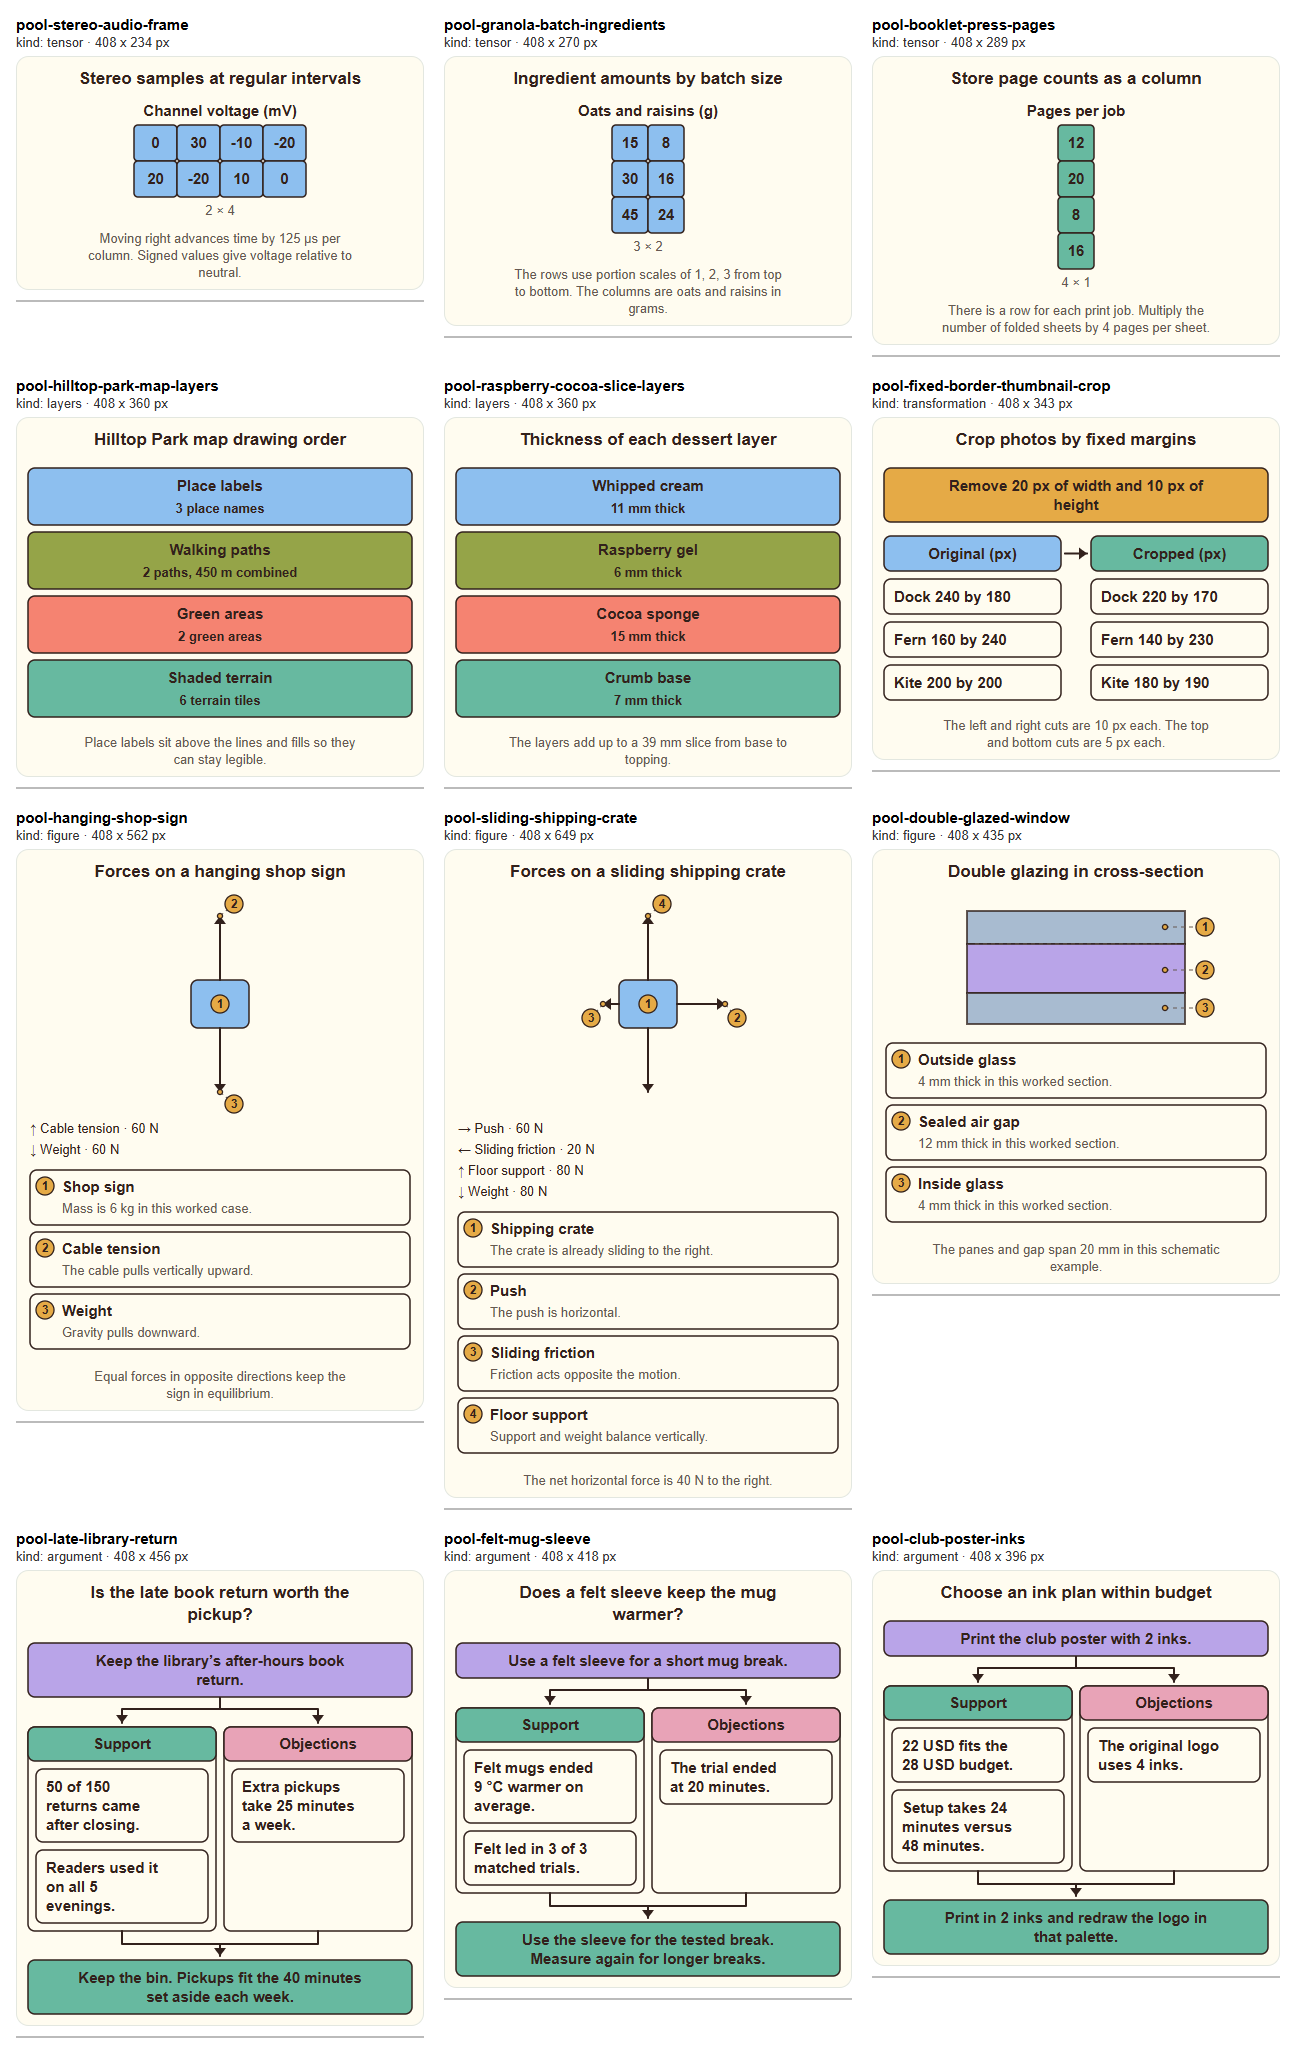 pool-stereo-audio-frame
kind: tensor · 408 x 234 px
Stereo samples at regular intervals
Channel voltage (mV)
0 30 -10 -20
20 -20 10 0
2 × 4
Moving right advances time by 125 µs per
column. Signed values give voltage relative to
neutral.
pool-granola-batch-ingredients
kind: tensor · 408 x 270 px
Ingredient amounts by batch size
Oats and raisins (g)
15 8
30 16
45 24
3 × 2
The rows use portion scales of 1, 2, 3 from top
to bottom. The columns are oats and raisins in
grams.
pool-booklet-press-pages
kind: tensor · 408 x 289 px
Store page counts as a column
Pages per job
12
20
8
16
4 × 1
There is a row for each print job. Multiply the
number of folded sheets by 4 pages per sheet.
pool-hilltop-park-map-layers
kind: layers · 408 x 360 px
Hilltop Park map drawing order
Place labels
3 place names
Walking paths
2 paths, 450 m combined
Green areas
2 green areas
Shaded terrain
6 terrain tiles
Place labels sit above the lines and fills so they
can stay legible.
pool-raspberry-cocoa-slice-layers
kind: layers · 408 x 360 px
Thickness of each dessert layer
Whipped cream
11 mm thick
Raspberry gel
6 mm thick
Cocoa sponge
15 mm thick
Crumb base
7 mm thick
The layers add up to a 39 mm slice from base to
topping.
pool-fixed-border-thumbnail-crop
kind: transformation · 408 x 343 px
Crop photos by fixed margins
Remove 20 px of width and 10 px of
height
Original (px)
Cropped (px)
Dock 240 by 180
Dock 220 by 170
Fern 160 by 240
Fern 140 by 230
Kite 200 by 200
Kite 180 by 190
The left and right cuts are 10 px each. The top
and bottom cuts are 5 px each.
pool-hanging-shop-sign
kind: figure · 408 x 562 px
Forces on a hanging shop sign
2
1
3
↑ Cable tension · 60 N
↓ Weight · 60 N
1 Shop sign
Mass is 6 kg in this worked case.
2 Cable tension
The cable pulls vertically upward.
3 Weight
Gravity pulls downward.
Equal forces in opposite directions keep the
sign in equilibrium.
pool-sliding-shipping-crate
kind: figure · 408 x 649 px
Forces on a sliding shipping crate
4
1
3
2
→ Push · 60 N
← Sliding friction · 20 N
↑ Floor support · 80 N
↓ Weight · 80 N
1 Shipping crate
The crate is already sliding to the right.
2 Push
The push is horizontal.
3 Sliding friction
Friction acts opposite the motion.
4 Floor support
Support and weight balance vertically.
The net horizontal force is 40 N to the right.
pool-double-glazed-window
kind: figure · 408 x 435 px
Double glazing in cross-section
1
2
3
1 Outside glass
4 mm thick in this worked section.
2 Sealed air gap
12 mm thick in this worked section.
3 Inside glass
4 mm thick in this worked section.
The panes and gap span 20 mm in this schematic
example.
pool-late-library-return
kind: argument · 408 x 456 px
Is the late book return worth the
pickup?
Keep the library’s after-hours book
return.
Support
50 of 150
returns came
after closing.
Readers used it
on all 5
evenings.
Objections
Extra pickups
take 25 minutes
a week.
Keep the bin. Pickups fit the 40 minutes
set aside each week.
pool-felt-mug-sleeve
kind: argument · 408 x 418 px
Does a felt sleeve keep the mug
warmer?
Use a felt sleeve for a short mug break.
Support
Felt mugs ended
9 °C warmer on
average.
Felt led in 3 of 3
matched trials.
Objections
The trial ended
at 20 minutes.
Use the sleeve for the tested break.
Measure again for longer breaks.
pool-club-poster-inks
kind: argument · 408 x 396 px
Choose an ink plan within budget
Print the club poster with 2 inks.
Support
22 USD fits the
28 USD budget.
Setup takes 24
minutes versus
48 minutes.
Objections
The original logo
uses 4 inks.
Print in 2 inks and redraw the logo in
that palette.